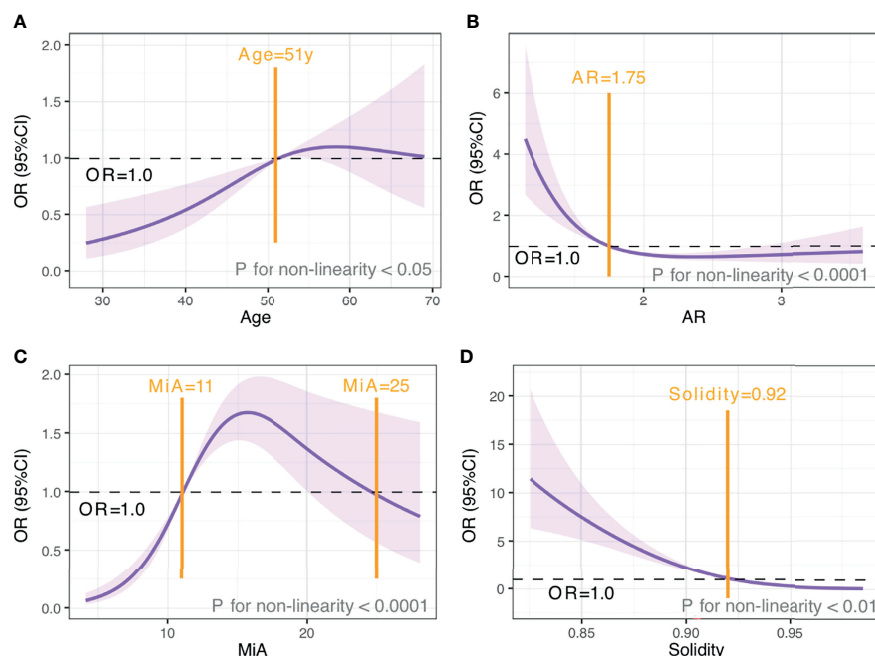 A
Age=51y
OR=1.0
P for non-linearity < 0.05
OR (95%CI)
0.0
0.5
1.0
1.5
2.0
30
40
50
60
70
Age
B
AR=1.75
OR=1.0
P for non-linearity < 0.0001
OR (95%CI)
0
2
4
6
2
3
AR
C
MiA=11
MiA=25
OR=1.0
P for non-linearity < 0.0001
OR (95%CI)
0.0
0.5
1.0
1.5
2.0
10
20
MiA
D
Solidity=0.92
OR=1.0
P for non-linearity < 0.01
OR (95%CI)
0
5
10
15
20
0.85
0.90
0.95
Solidity